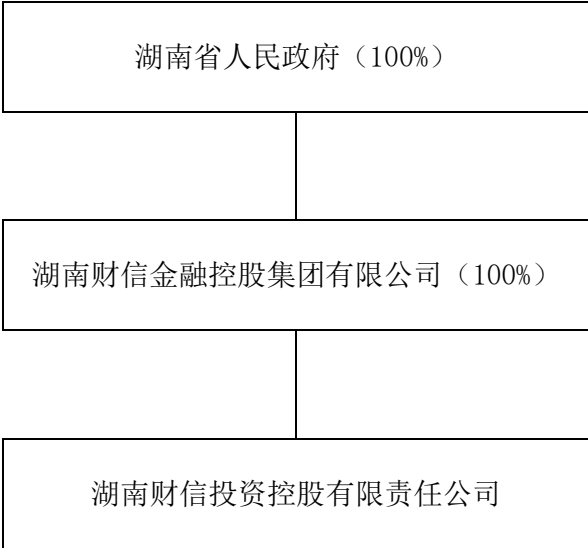 湖南省人民政府（100%）
湖南财信金融控股集团有限公司（100%）
湖南财信投资控股有限责任公司